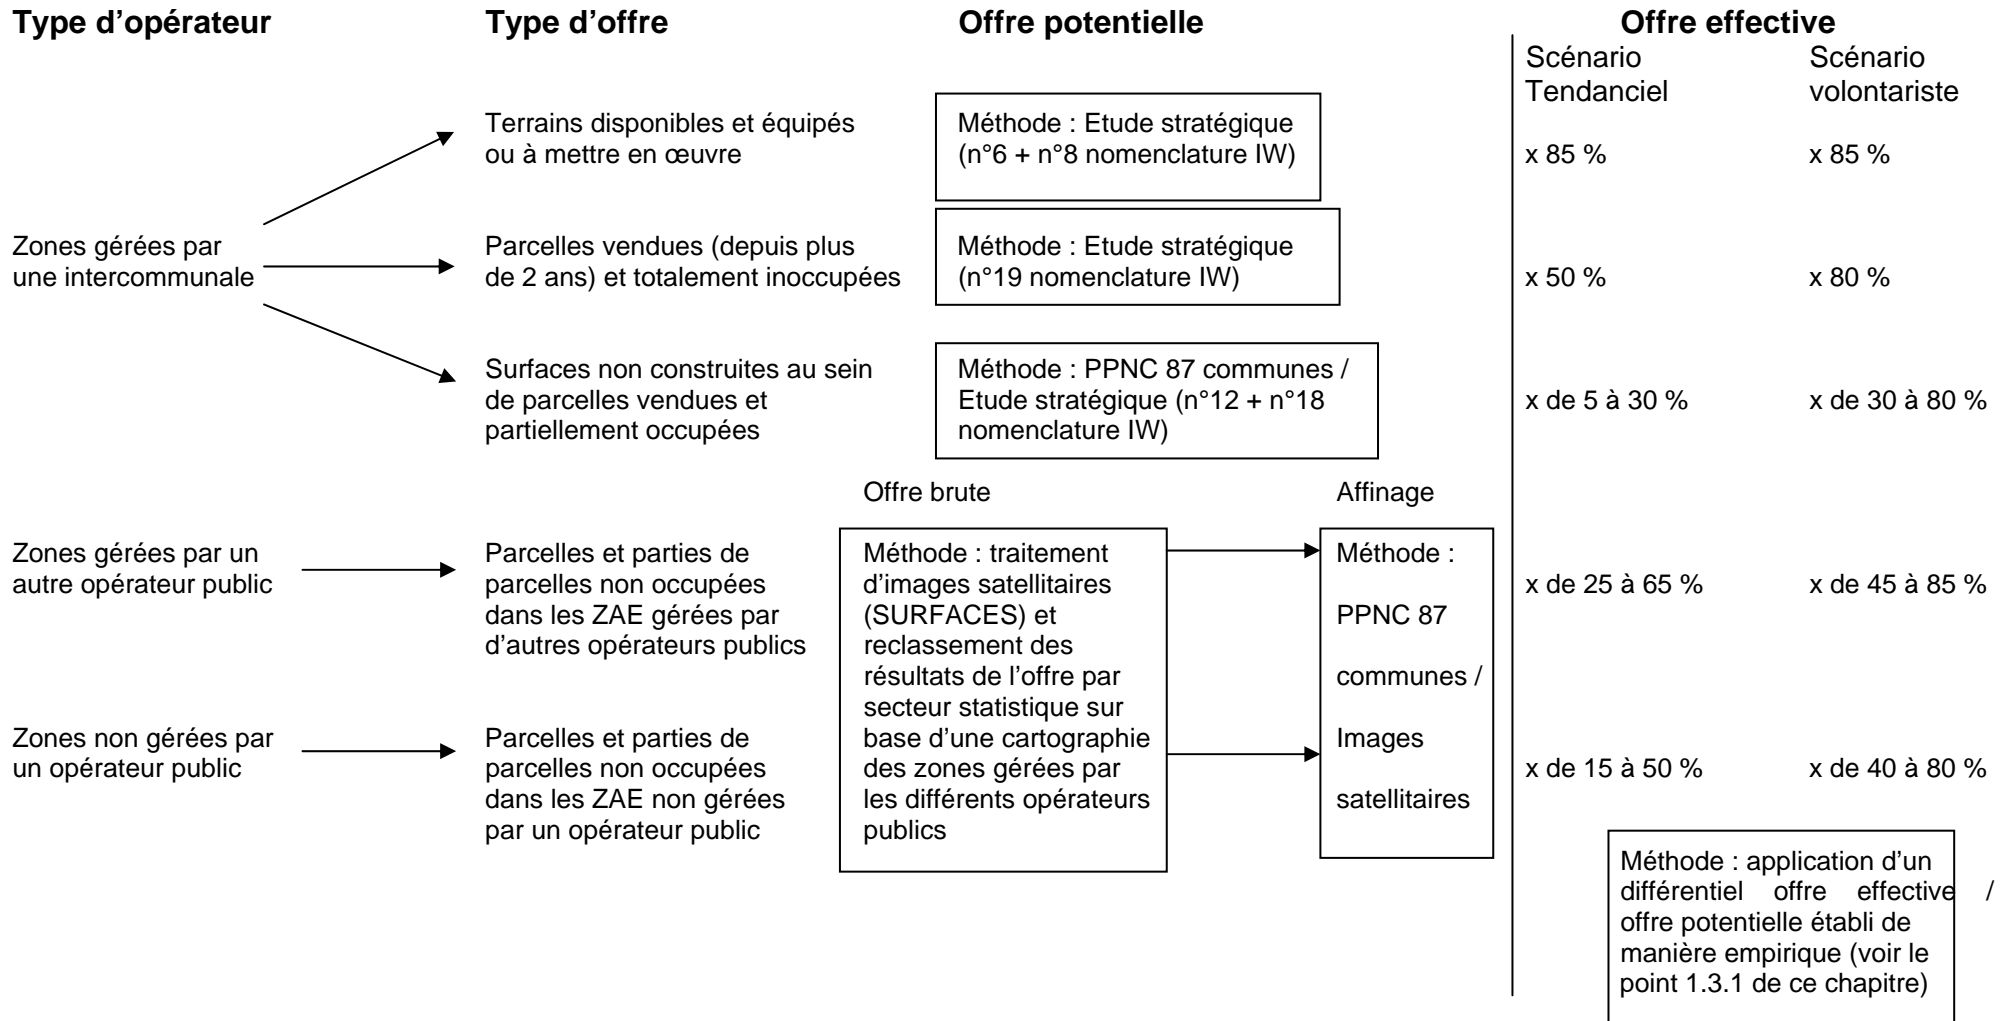 Type d’opérateur
Type d’offre
Offre potentielle
Offre effective
Scénario
Tendanciel
Scénario
volontariste
Zones gérées par
une intercommunale
Terrains disponibles et équipés
ou à mettre en œuvre
Méthode : Etude stratégique
(n°6 + n°8 nomenclature IW)
x 85 %
x 85 %
Parcelles vendues (depuis plus
de 2 ans) et totalement inoccupées
Méthode : Etude stratégique
(n°19 nomenclature IW)
x 50 %
x 80 %
Surfaces non construites au sein
de parcelles vendues et
partiellement occupées
Méthode : PPNC 87 communes /
Etude stratégique (n°12 + n°18
nomenclature IW)
x de 5 à 30 %
x de 30 à 80 %
Offre brute
Affinage
Zones gérées par un
autre opérateur public
Parcelles et parties de
parcelles non occupées
dans les ZAE gérées par
d’autres opérateurs publics
Méthode : traitement
d’images satellitaires
(SURFACES) et
reclassement des
résultats de l’offre par
secteur statistique sur
base d’une cartographie
des zones gérées par
les différents opérateurs
publics
Méthode :
PPNC 87
communes /
Images
satellitaires
x de 25 à 65 %
x de 45 à 85 %
Zones non gérées par
un opérateur public
Parcelles et parties de
parcelles non occupées
dans les ZAE non gérées
par un opérateur public
x de 15 à 50 %
x de 40 à 80 %
Méthode : application d’un
différentiel offre effective /
offre potentielle établi de
manière empirique (voir le
point 1.3.1 de ce chapitre)